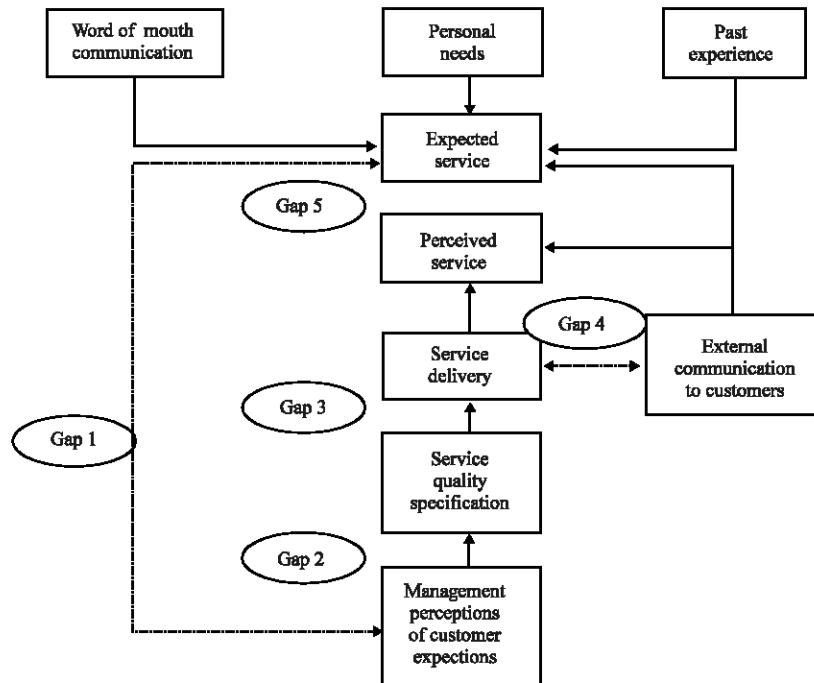 Word of mouth
communication
Personal
needs
Past
experience
Expected
service
Gap 5
Perceived
service
Gap 4
Service
delivery
External
communication
to customers
Gap 3
Gap 1
Service
quality
specification
Gap 2
Management
perceptions
of customer
expections